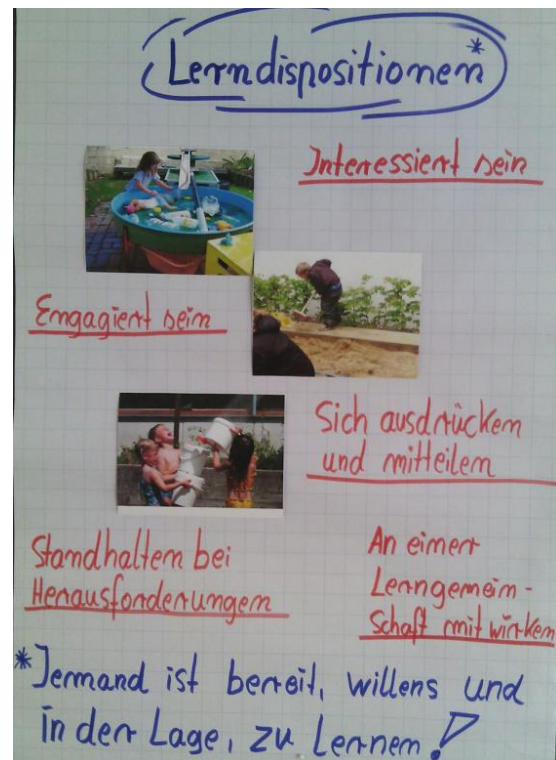 Lerndispositionen*
Interessiert sein
Engagiert sein
Sich ausdrücken
und mitteilen
Standhalten bei
Herausforderungen
An einer
Lerngemein-
Schaft mitwirken
*Jemand ist bereit, willens und
in der Lage, zu Lernen!